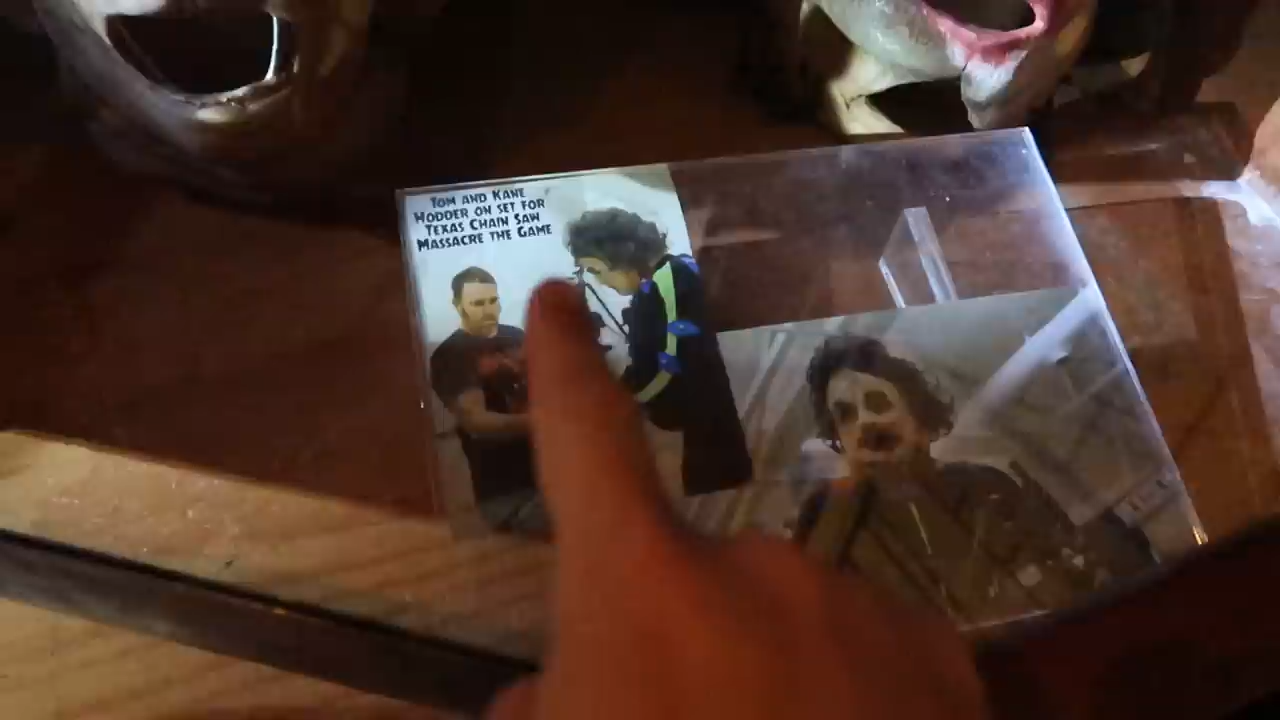 TOM AND KANE
HODDER ON SET FOR
TEXAS CHAIN SAW
MASSACRE THE GAME